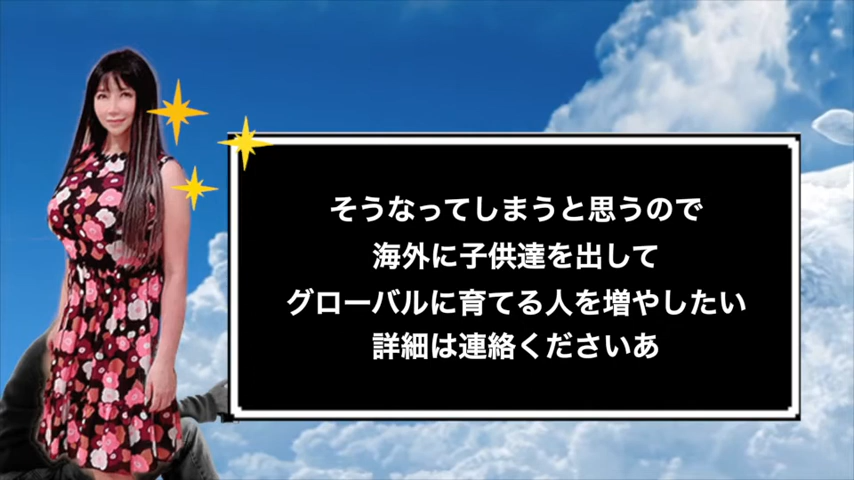 そうなってしまうと思うので
海外に子供達を出して
グローバルに育てる人を増やしたい
詳細は連絡くださいあ